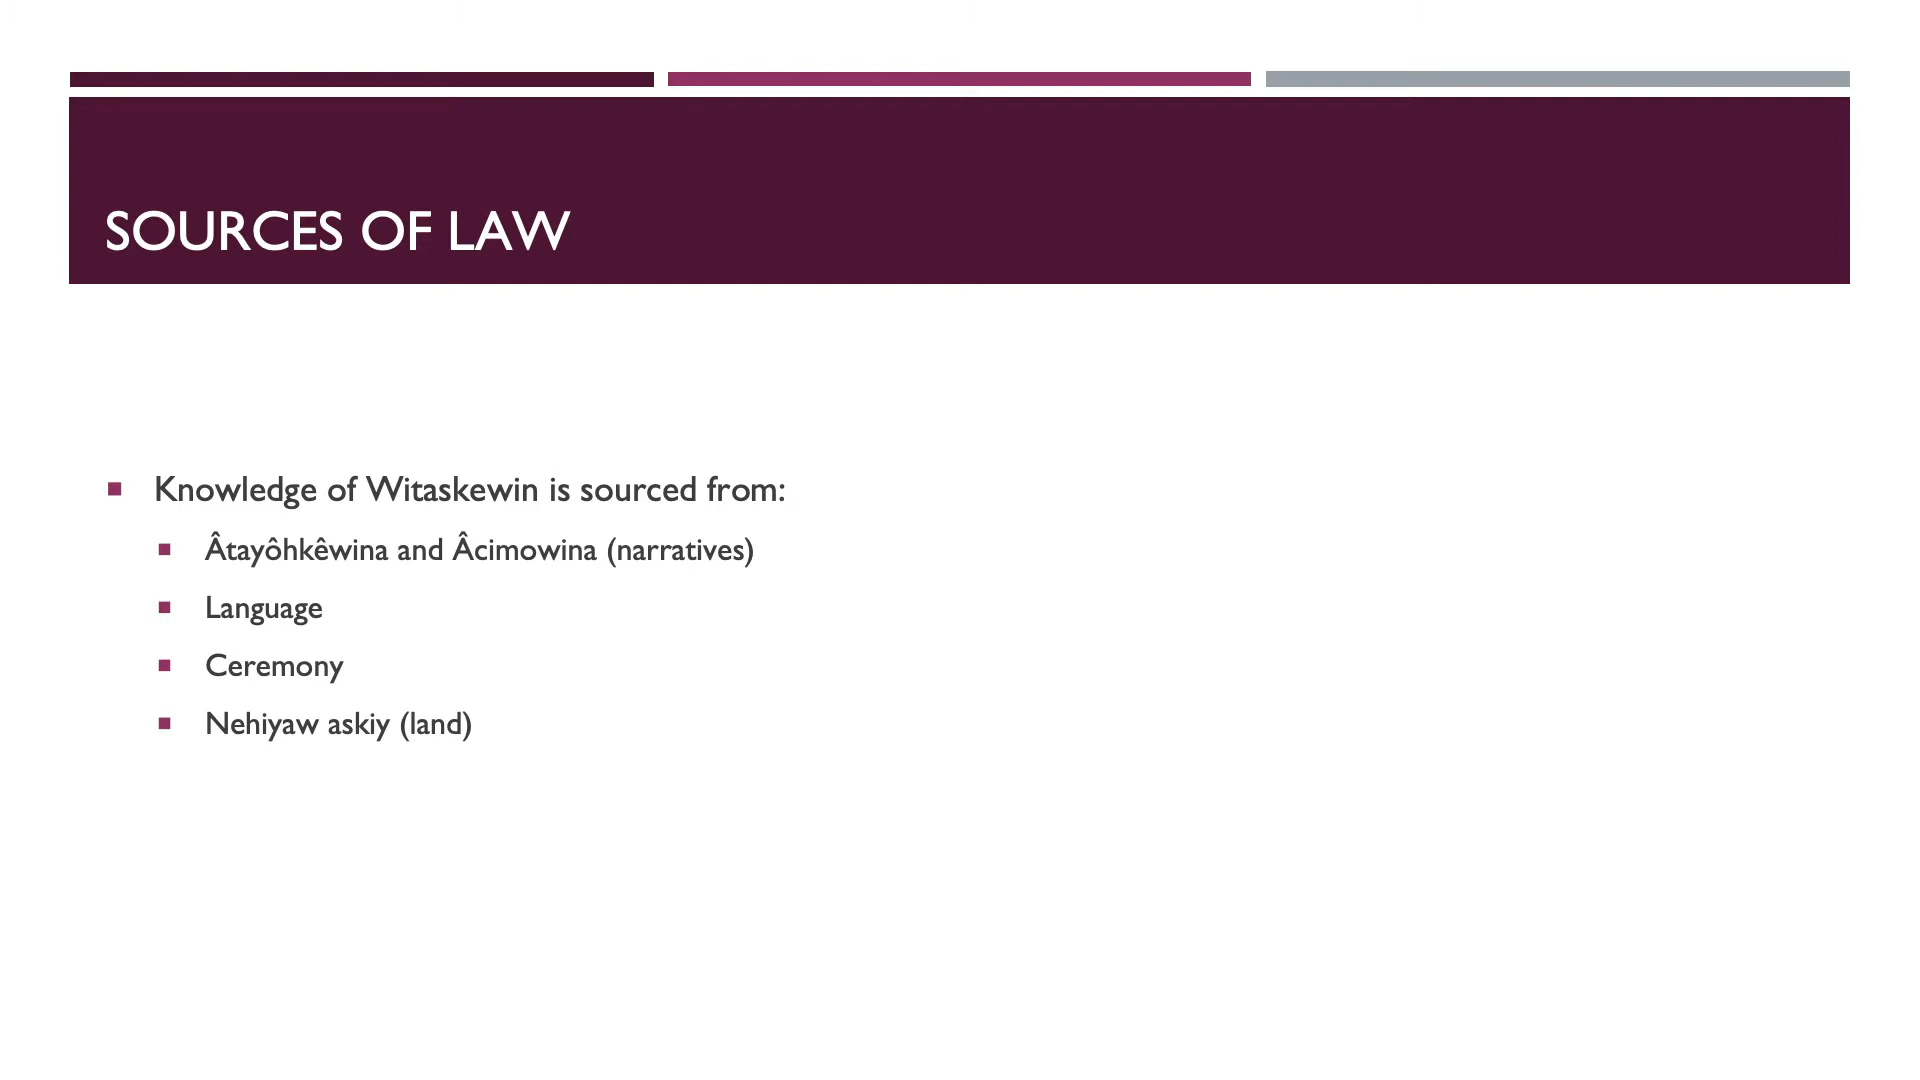 SOURCES OF LAW
Knowledge of Witaskewin is sourced from:
Âtayôhkêwina and Âcimowina (narratives)
Language
Ceremony
Nehiyaw askiy (land)